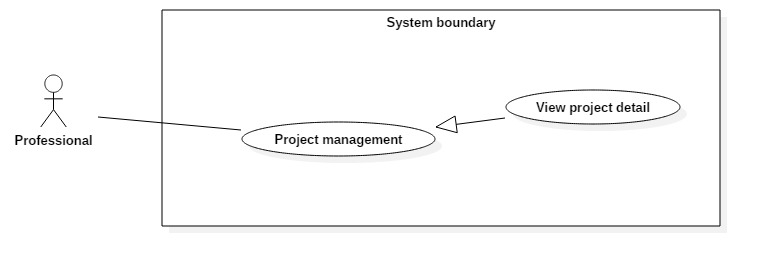 System boundary
View project detail
Professional
Project management